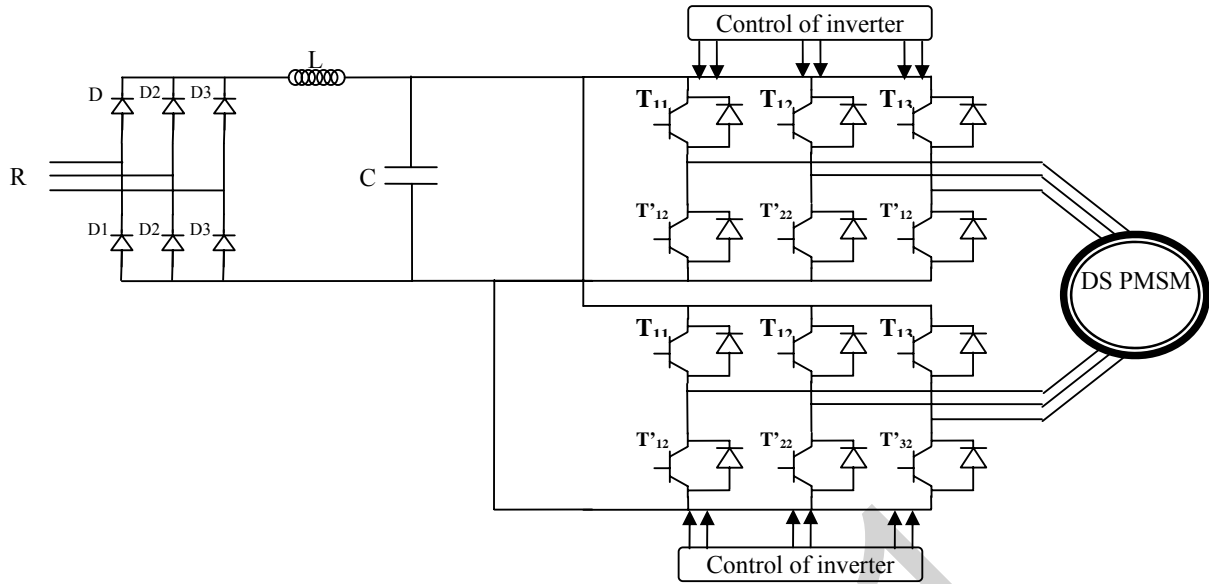 Control of inverter
L
D D2 D3
T₁₁ T₁₂ T₁₃
R
C
D1 D2 D3
T’₁₂ T’₂₂ T’₁₂
DS PMSM
T₁₁ T₁₂ T₁₃
T’₁₂ T’₂₂ T’₃₂
Control of inverter